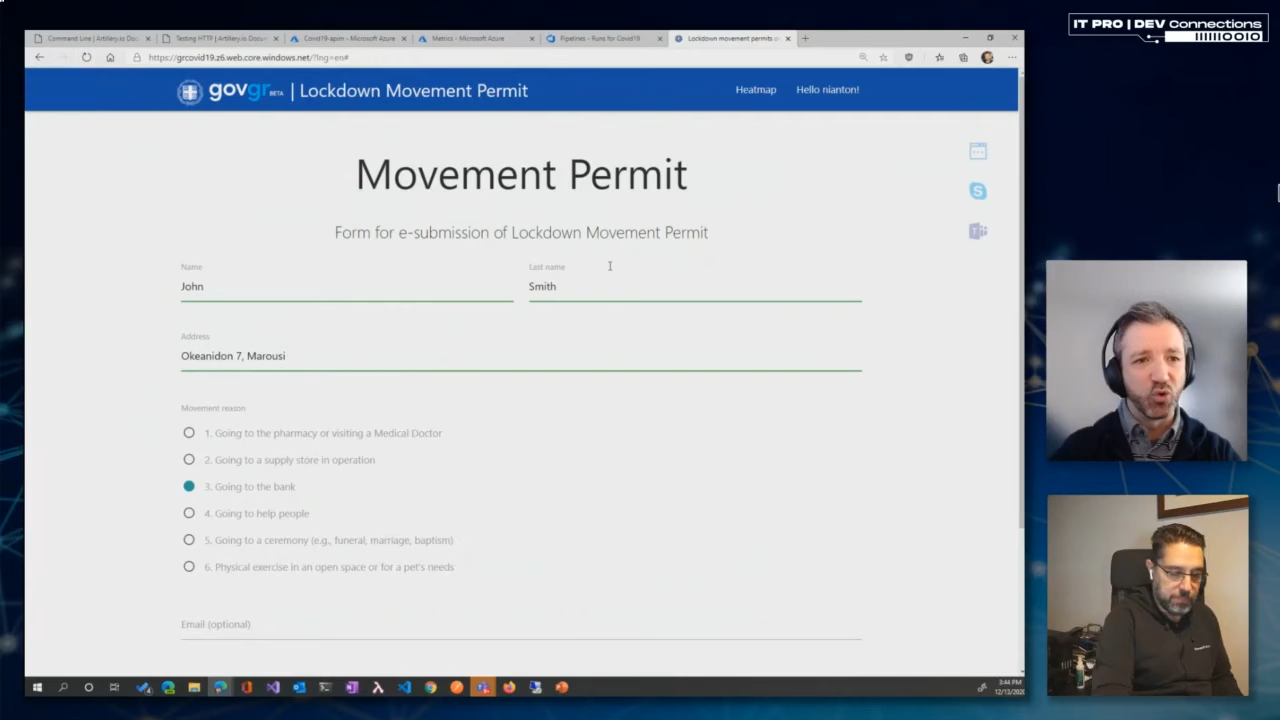 IT PRO | DEV Connections
Command Line | Artillery.io Doc
Testing HTTP | Artillery.io Docum
Covid19-apim - Microsoft Azure
Metrics - Microsoft Azure
Pipelines - Runs for Covid19
Lockdown movement permits o
https://grcovid19.z6.web.core.windows.net/?lng=en#
govgr BETA | Lockdown Movement Permit
Heatmap
Hello nianton!
Movement Permit
Form for e-submission of Lockdown Movement Permit
Name
Last name
John
Smith
Address
Okeanidon 7, Marousi
Movement reason
1. Going to the pharmacy or visiting a Medical Doctor
2. Going to a supply store in operation
3. Going to the bank
4. Going to help people
5. Going to a ceremony (e.g., funeral, marriage, baptism)
6. Physical exercise in an open space or for a pet's needs
Email (optional)
3:44 PM
12/13/2020